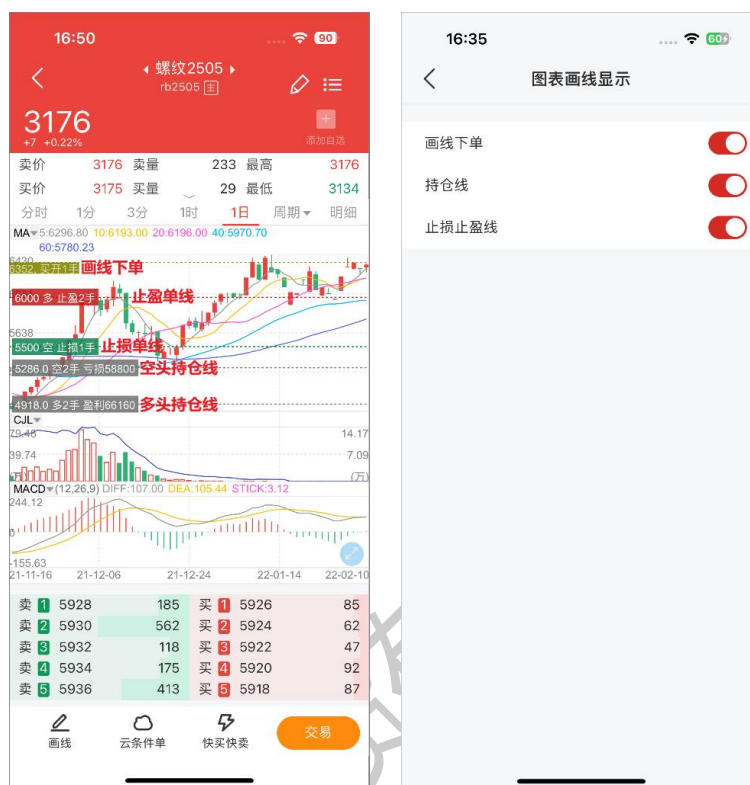 16:50
90
螺纹2505
rb2505 主
3176
+7 +0.22%
添加自选
卖价 3176 卖量 233 最高 3176
买价 3175 买量 29 最低 3134
分时 1分 3分 1时 1日 周期 明细
MA 5:6296.80 10:6193.00 20:6196.00 40:5970.70
60:5780.23
6430
6352, 买开1手 画线下单
6000 多 止盈2手 止盈单线
5638
5500 空 止损1手 止损单线
5286.0 空2手 亏损58800 空头持仓线
4918.0 多2手 盈利66160 多头持仓线
CJL
79.48 14.17
39.74 7.09
(万) (万)
MACD (12,26,9) DIFF:107.00 DEA:105.44 STICK:3.12
244.12
0
-155.63
21-11-16 21-12-06 21-12-24 22-01-14 22-02-10
卖 1 5928 185 买 1 5926 85
卖 2 5930 562 买 2 5924 62
卖 3 5932 118 买 3 5922 47
卖 4 5934 175 买 4 5920 92
卖 5 5936 413 买 5 5918 87
画线 云条件单 快买快卖 交易
16:35
60
图表画线显示
画线下单
持仓线
止损止盈线